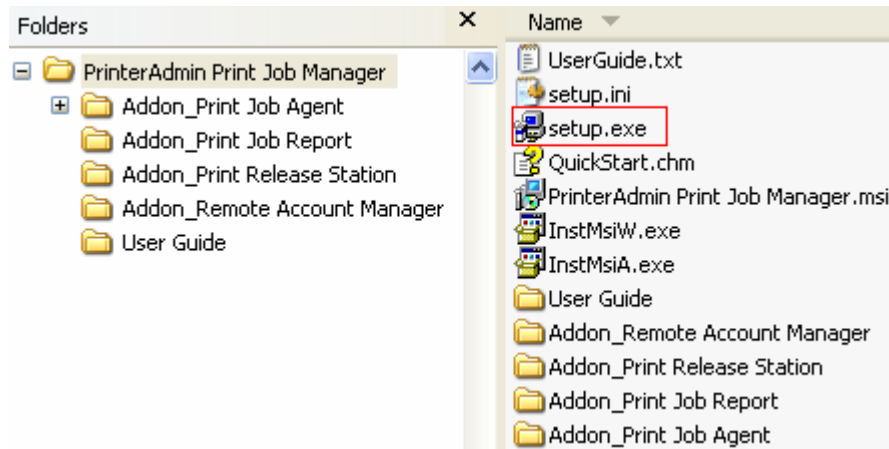 Folders
PrinterAdmin Print Job Manager
Addon_Print Job Agent
Addon_Print Job Report
Addon_Print Release Station
Addon_Remote Account Manager
User Guide
Name
UserGuide.txt
setup.ini
setup.exe
QuickStart.chm
PrinterAdmin Print Job Manager.msi
InstMsiW.exe
InstMsiA.exe
User Guide
Addon_Remote Account Manager
Addon_Print Release Station
Addon_Print Job Report
Addon_Print Job Agent